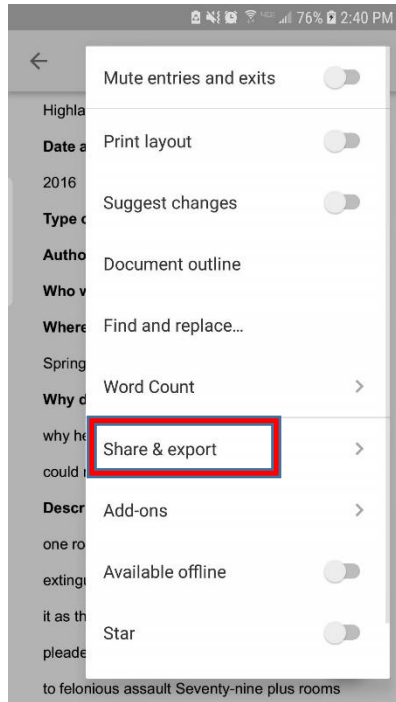 76% 2:40 PM
Mute entries and exits
Highla
Date a
Print layout
2016
Suggest changes
Type o
Autho
Document outline
Who w
Where
Find and replace...
Spring
Word Count
Why d
why he
Share & export
could
Descr
Add-ons
one ro
Available offline
extingu
it as th
Star
pleade
to felonious assault Seventy-nine plus rooms